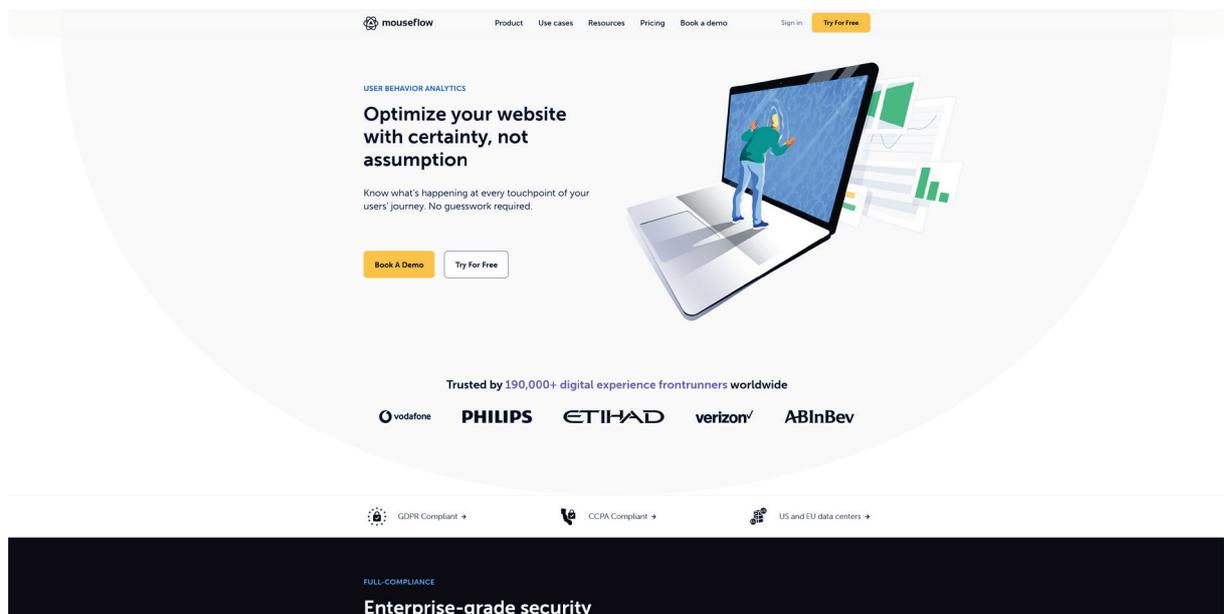 mouseflow
Product Use cases Resources Pricing Book a demo Sign in Try For Free
USER BEHAVIOR ANALYTICS
Optimize your website
with certainty, not
assumption
Know what's happening at every touchpoint of your
users' journey. No guesswork required.
Book A Demo Try For Free
Trusted by 190,000+ digital experience frontrunners worldwide
vodafone PHILIPS ETIHAD verizon✓ ABInBev
GDPR Compliant → CCPA Compliant → US and EU data centers →
FULL-COMPLIANCE
Enterprise-grade security